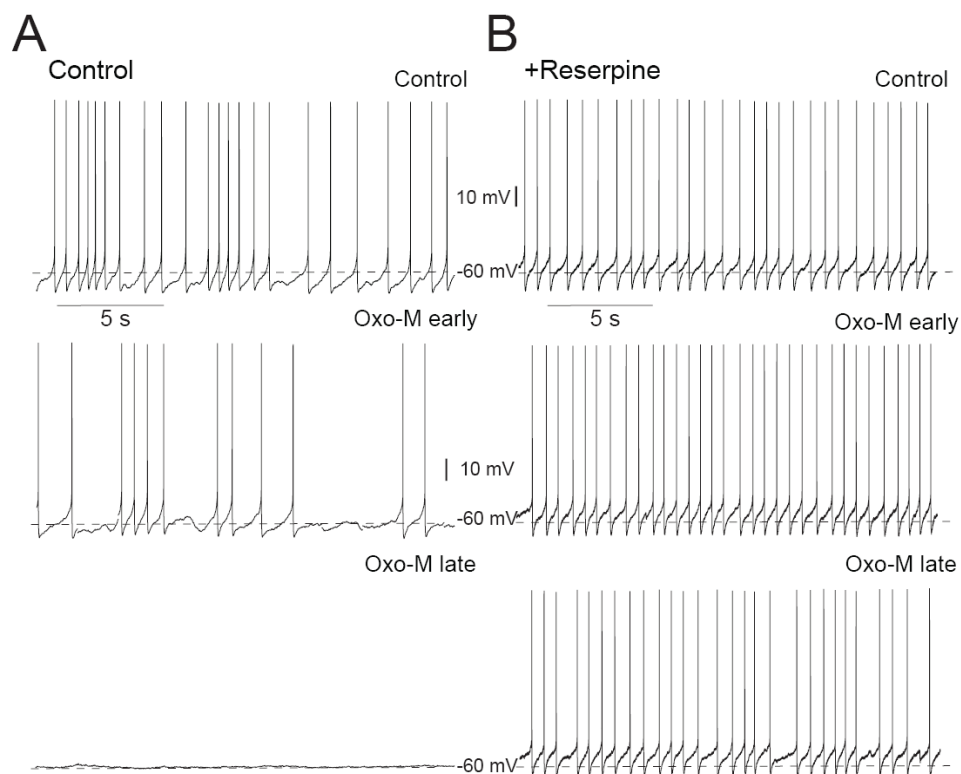 A
B
Control
Control
+Reserpine
Control
10 mV
-60 mV
5 s
5 s
Oxo-M early
Oxo-M early
10 mV
-60 mV
Oxo-M late
Oxo-M late
-60 mV